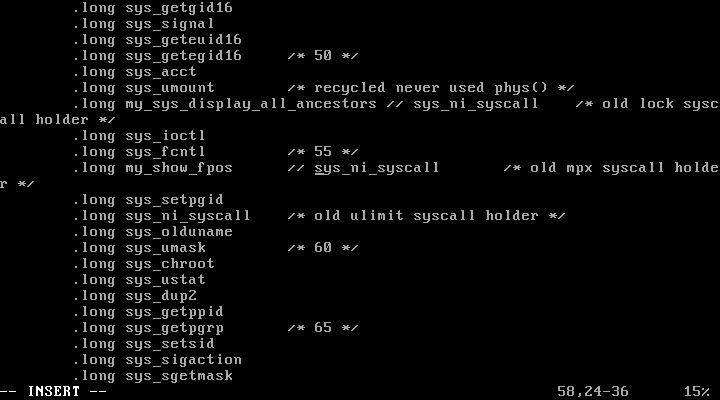 .long sys_getgid16
.long sys_signal
.long sys_geteuid16
.long sys_getegid16 /* 50 */
.long sys_acct
.long sys_umount /* recycled never used phys() */
.long my_sys_display_all_ancestors // sys_ni_syscall /* old lock sysc
all holder */
.long sys_ioctl
.long sys_fcntl /* 55 */
.long my_show_fpos // sys_ni_syscall /* old mpx syscall holde
r */
.long sys_setpgid
.long sys_ni_syscall /* old ulimit syscall holder */
.long sys_olduname
.long sys_umask /* 60 */
.long sys_chroot
.long sys_ustat
.long sys_dup2
.long sys_getppid
.long sys_getpgrp /* 65 */
.long sys_setsid
.long sys_sigaction
.long sys_sgetmask
-- INSERT -- 58,24-36 15%